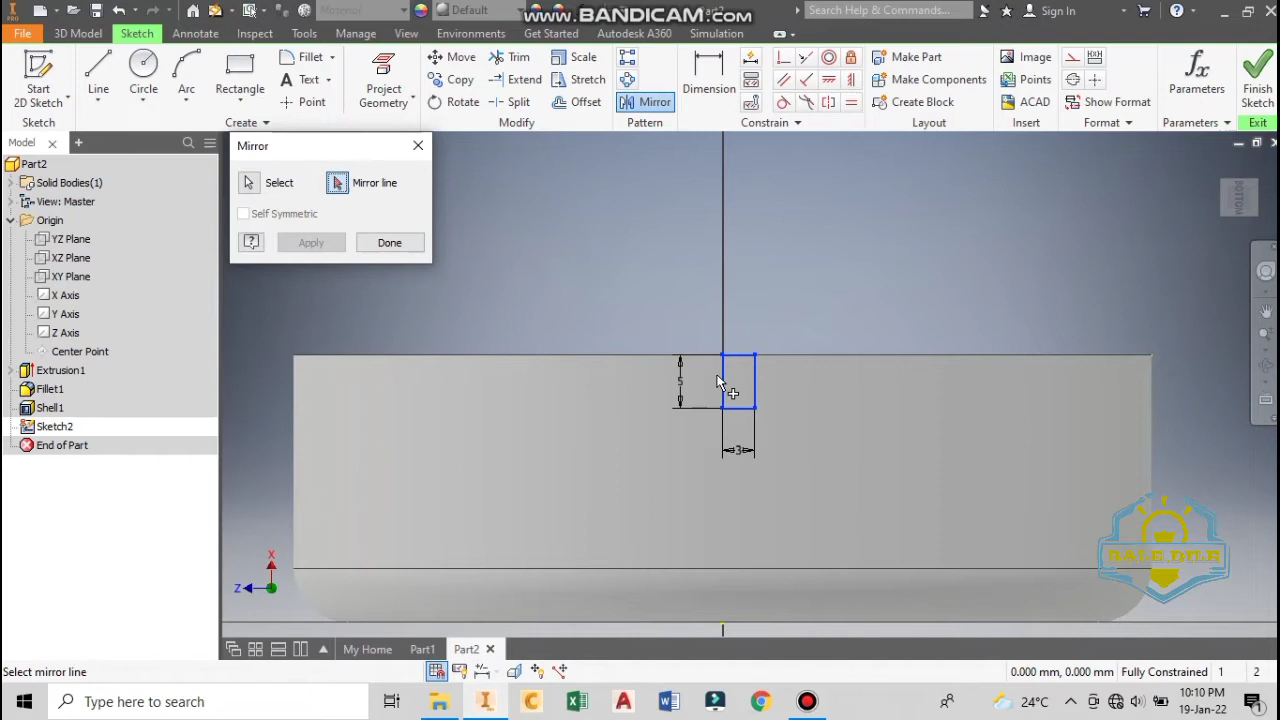 Material
Default
WWW.BANDICAM.COM
Part2
Help & Commands...
Sign In
File
3D Model
Sketch
Annotate
Inspect
Tools
Manage
View
Environments
Get Started
Autodesk A360
Simulation
Start
2D Sketch
Line
Circle
Arc
Rectangle
Fillet
Text
Point
Project
Geometry
Move
Copy
Rotate
Trim
Extend
Split
Scale
Stretch
Offset
Mirror
Dimension
Make Part
Make Components
Create Block
Image
Points
ACAD
Show Format
Parameters
Finish
Sketch
Sketch
Create
Modify
Pattern
Constrain
Layout
Insert
Format
Parameters
Exit
Model
Part2
Solid Bodies(1)
View: Master
Origin
YZ Plane
XZ Plane
XY Plane
X Axis
Y Axis
Z Axis
Center Point
Extrusion1
Fillet1
Shell1
Sketch2
End of Part
Mirror
Select
Mirror line
Self Symmetric
Apply
Done
BOTTOM
5
3
X
Z
BALE DILE
My Home
Part1
Part2
Select mirror line
0.000 mm, 0.000 mm
Fully Constrained
1
2
Type here to search
24°C
10:10 PM
19-Jan-22
1